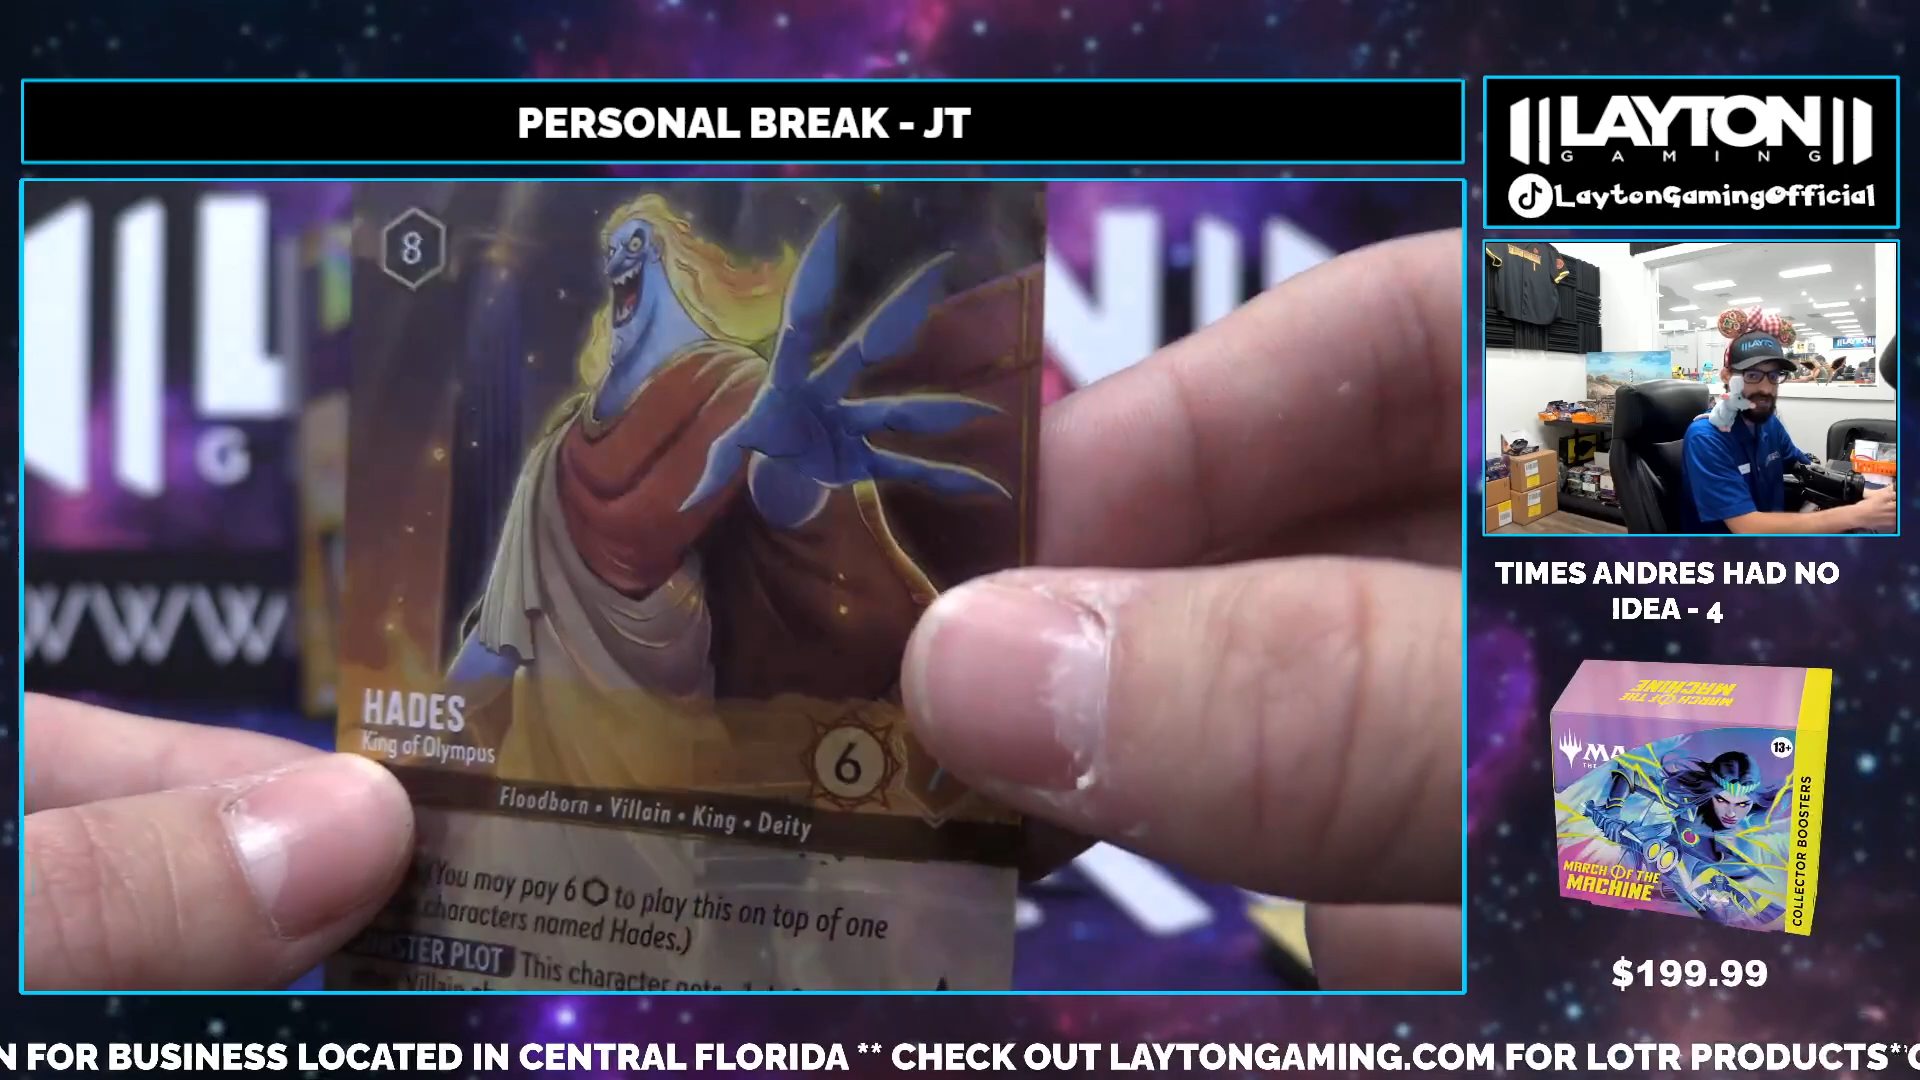 PERSONAL BREAK - JT
LAYTON
GAMING
LaytonGamingOfficial
8
HADES
King of Olympus
6
Floodborn • Villain • King • Deity
(You may pay 6 to play this on top of one
characters named Hades.)
PLOT This character
G
WWW
TIMES ANDRES HAD NO
IDEA - 4
MARCH OF THE
MACHINE
13+
MARCH OF THE
MACHINE
COLLECTOR BOOSTERS
$199.99
N FOR BUSINESS LOCATED IN CENTRAL FLORIDA ** CHECK OUT LAYTONGAMING.COM FOR LOTR PRODUCTS**